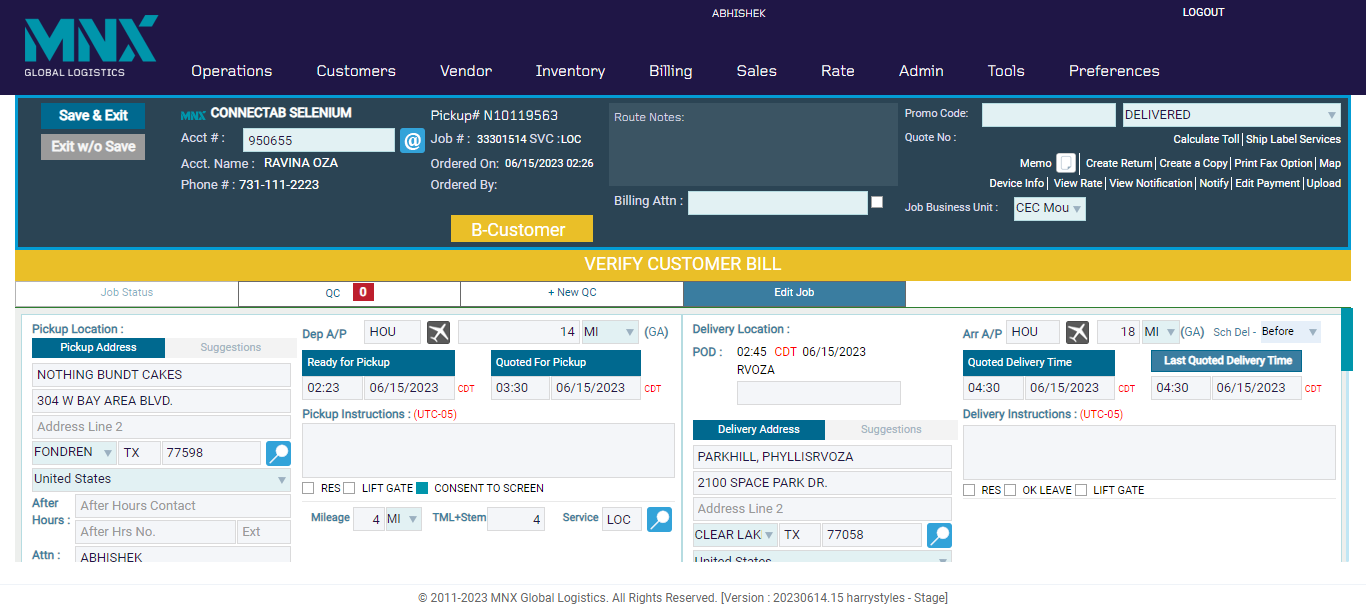 ABHISHEK
LOGOUT
MNX
GLOBAL LOGISTICS
Operations Customers Vendor Inventory Billing Sales Rate Admin Tools Preferences
Save & Exit
Exit w/o Save
MNX CONNECTAB SELENIUM
Acct # : 950655 @
Acct. Name : RAVINA OZA
Phone # : 731-111-2223
Pickup# N10119563
Job # : 33301514 SVC :LOC
Ordered On: 06/15/2023 02:26
Ordered By:
B-Customer
Route Notes:
Billing Attn :
Promo Code: DELIVERED
Quote No :
Calculate Toll| Ship Label Services
Memo | Create Return| Create a Copy| Print Fax Option| Map
Device Info| View Rate| View Notification| Notify| Edit Payment| Upload
Job Business Unit : CEC Mou
VERIFY CUSTOMER BILL
Job Status QC 0 + New QC Edit Job
Pickup Location :
Pickup Address Suggestions
NOTHING BUNDT CAKES
304 W BAY AREA BLVD.
Address Line 2
FONDREN TX 77598
United States
After Hours : After Hours Contact
After Hrs No. Ext
Attn : ABHISHEK
Dep A/P HOU 14 MI (GA)
Ready for Pickup Quoted For Pickup
02:23 06/15/2023 CDT 03:30 06/15/2023 CDT
Pickup Instructions : (UTC-05)
RES LIFT GATE CONSENT TO SCREEN
Mileage 4 MI TML+Stem 4 Service LOC
Delivery Location :
POD : 02:45 CDT 06/15/2023
RVOZA
Delivery Address Suggestions
PARKHILL, PHYLLISRVOZA
2100 SPACE PARK DR.
Address Line 2
CLEAR LAK TX 77058
United States
Arr A/P HOU 18 MI (GA) Sch Del - Before
Quoted Delivery Time Last Quoted Delivery Time
04:30 06/15/2023 CDT 04:30 06/15/2023 CDT
Delivery Instructions : (UTC-05)
RES OK LEAVE LIFT GATE
© 2011-2023 MNX Global Logistics. All Rights Reserved. [Version : 20230614.15 harrystyles - Stage]